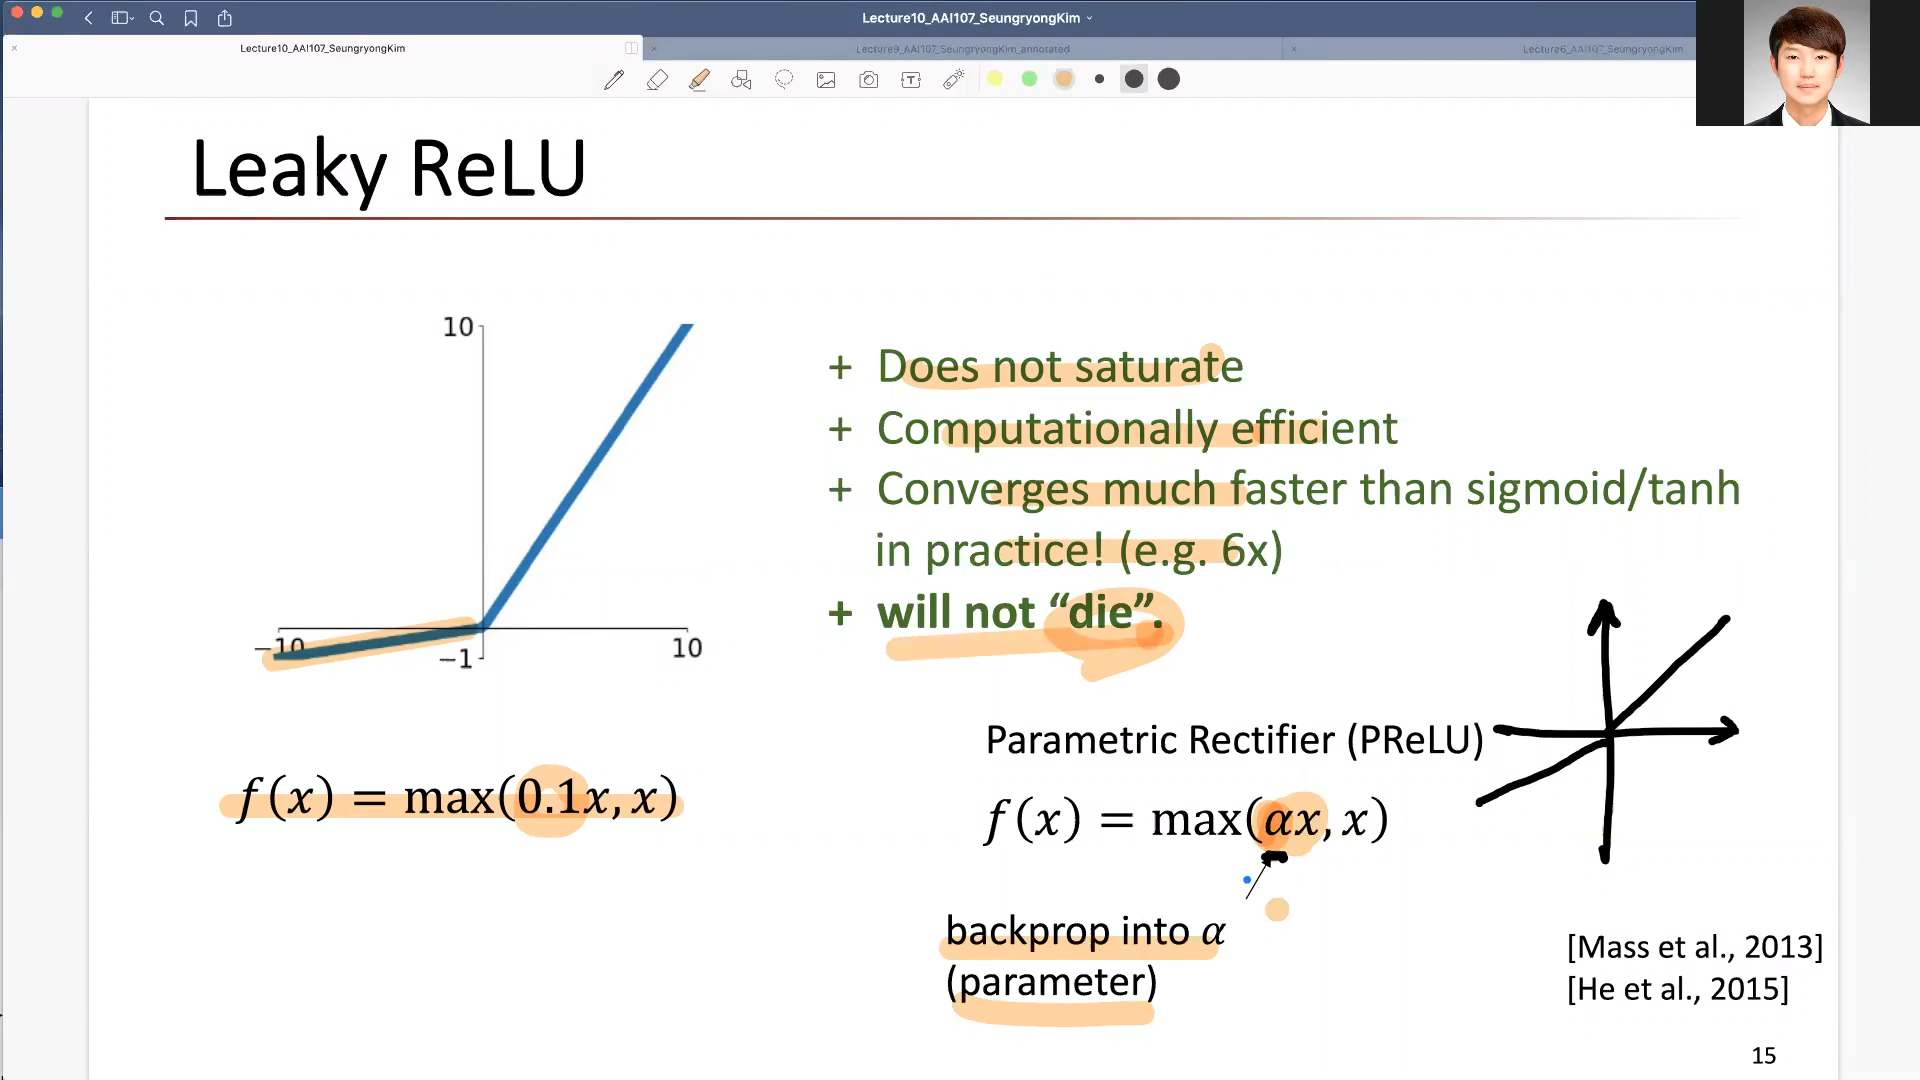 Lecture10_AAI107_SeungryongKim
Lecture10_AAI107_SeungryongKim
Lecture9_AAI107_SeungryongKim_annotated
Lecture6_AAI107_SeungryongKim
Leaky ReLU
10
-10
-1
10
+ Does not saturate
+ Computationally efficient
+ Converges much faster than sigmoid/tanh
in practice! (e.g. 6x)
+ will not “die”.
f(x) = max(0.1x, x)
Parametric Rectifier (PReLU)
f(x) = max(αx, x)
backprop into α
(parameter)
[Mass et al., 2013]
[He et al., 2015]
15